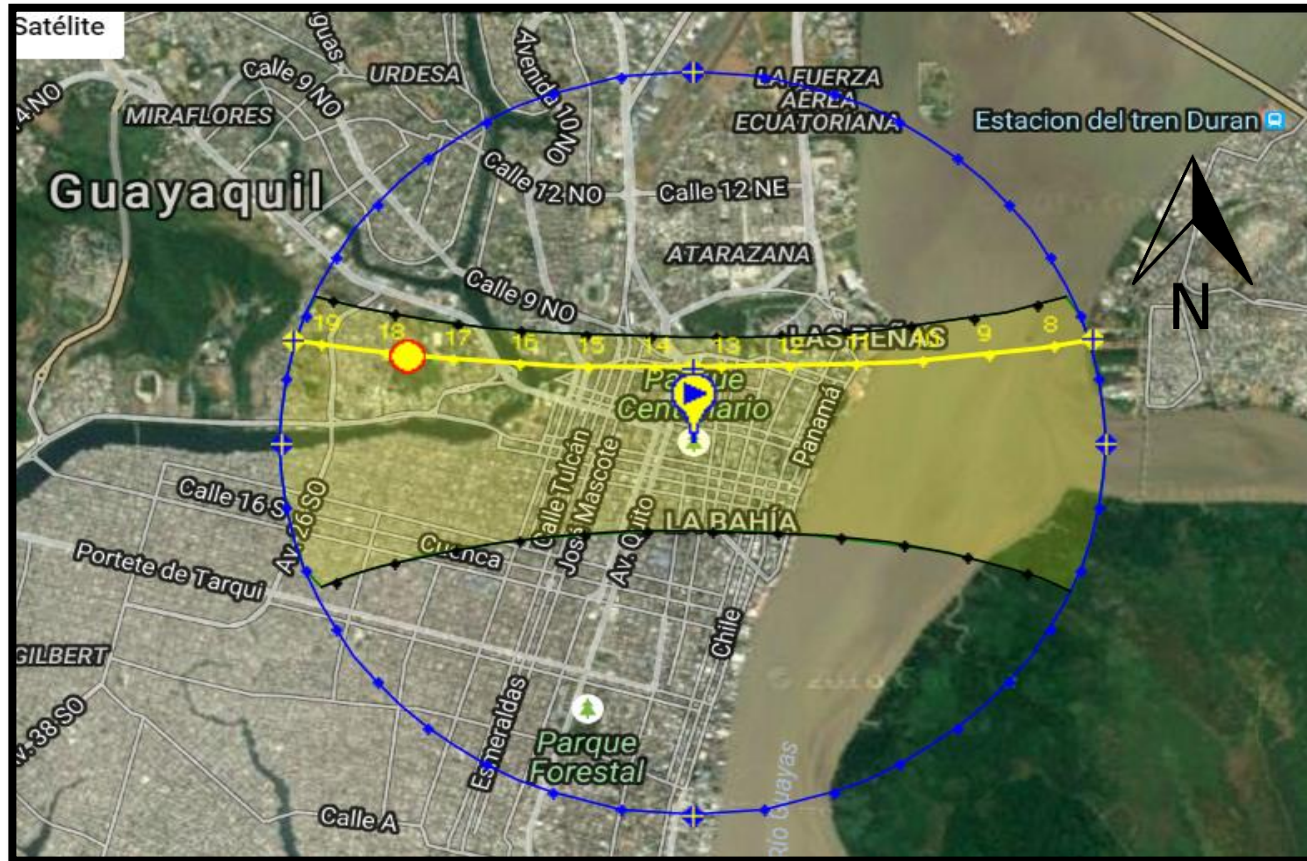 Satélite
Calle 9 NO
URDESA
Avenida 10 NO
LA FUERZA
AEREA
ECUATORIANA
MIRAFLORES
Estacion del tren Duran
Calle 12 NO
Calle 12 NE
Guayaquil
ATARAZANA
N
Calle 9 NO
LAS PEÑAS
19
18
17
16
15
14
13
12
11
10
9
8
Parque
Centenario
Panamá
Calle Tulcán
José Mascote
Calle 16 S
Av. 26 SO
Av. Quito
LA BAHÍA
Cuenca
Portete de Tarqui
Chile
GILBERT
Av. 38 SO
Esmeraldas
Parque
Forestal
Río Guayas
Calle A